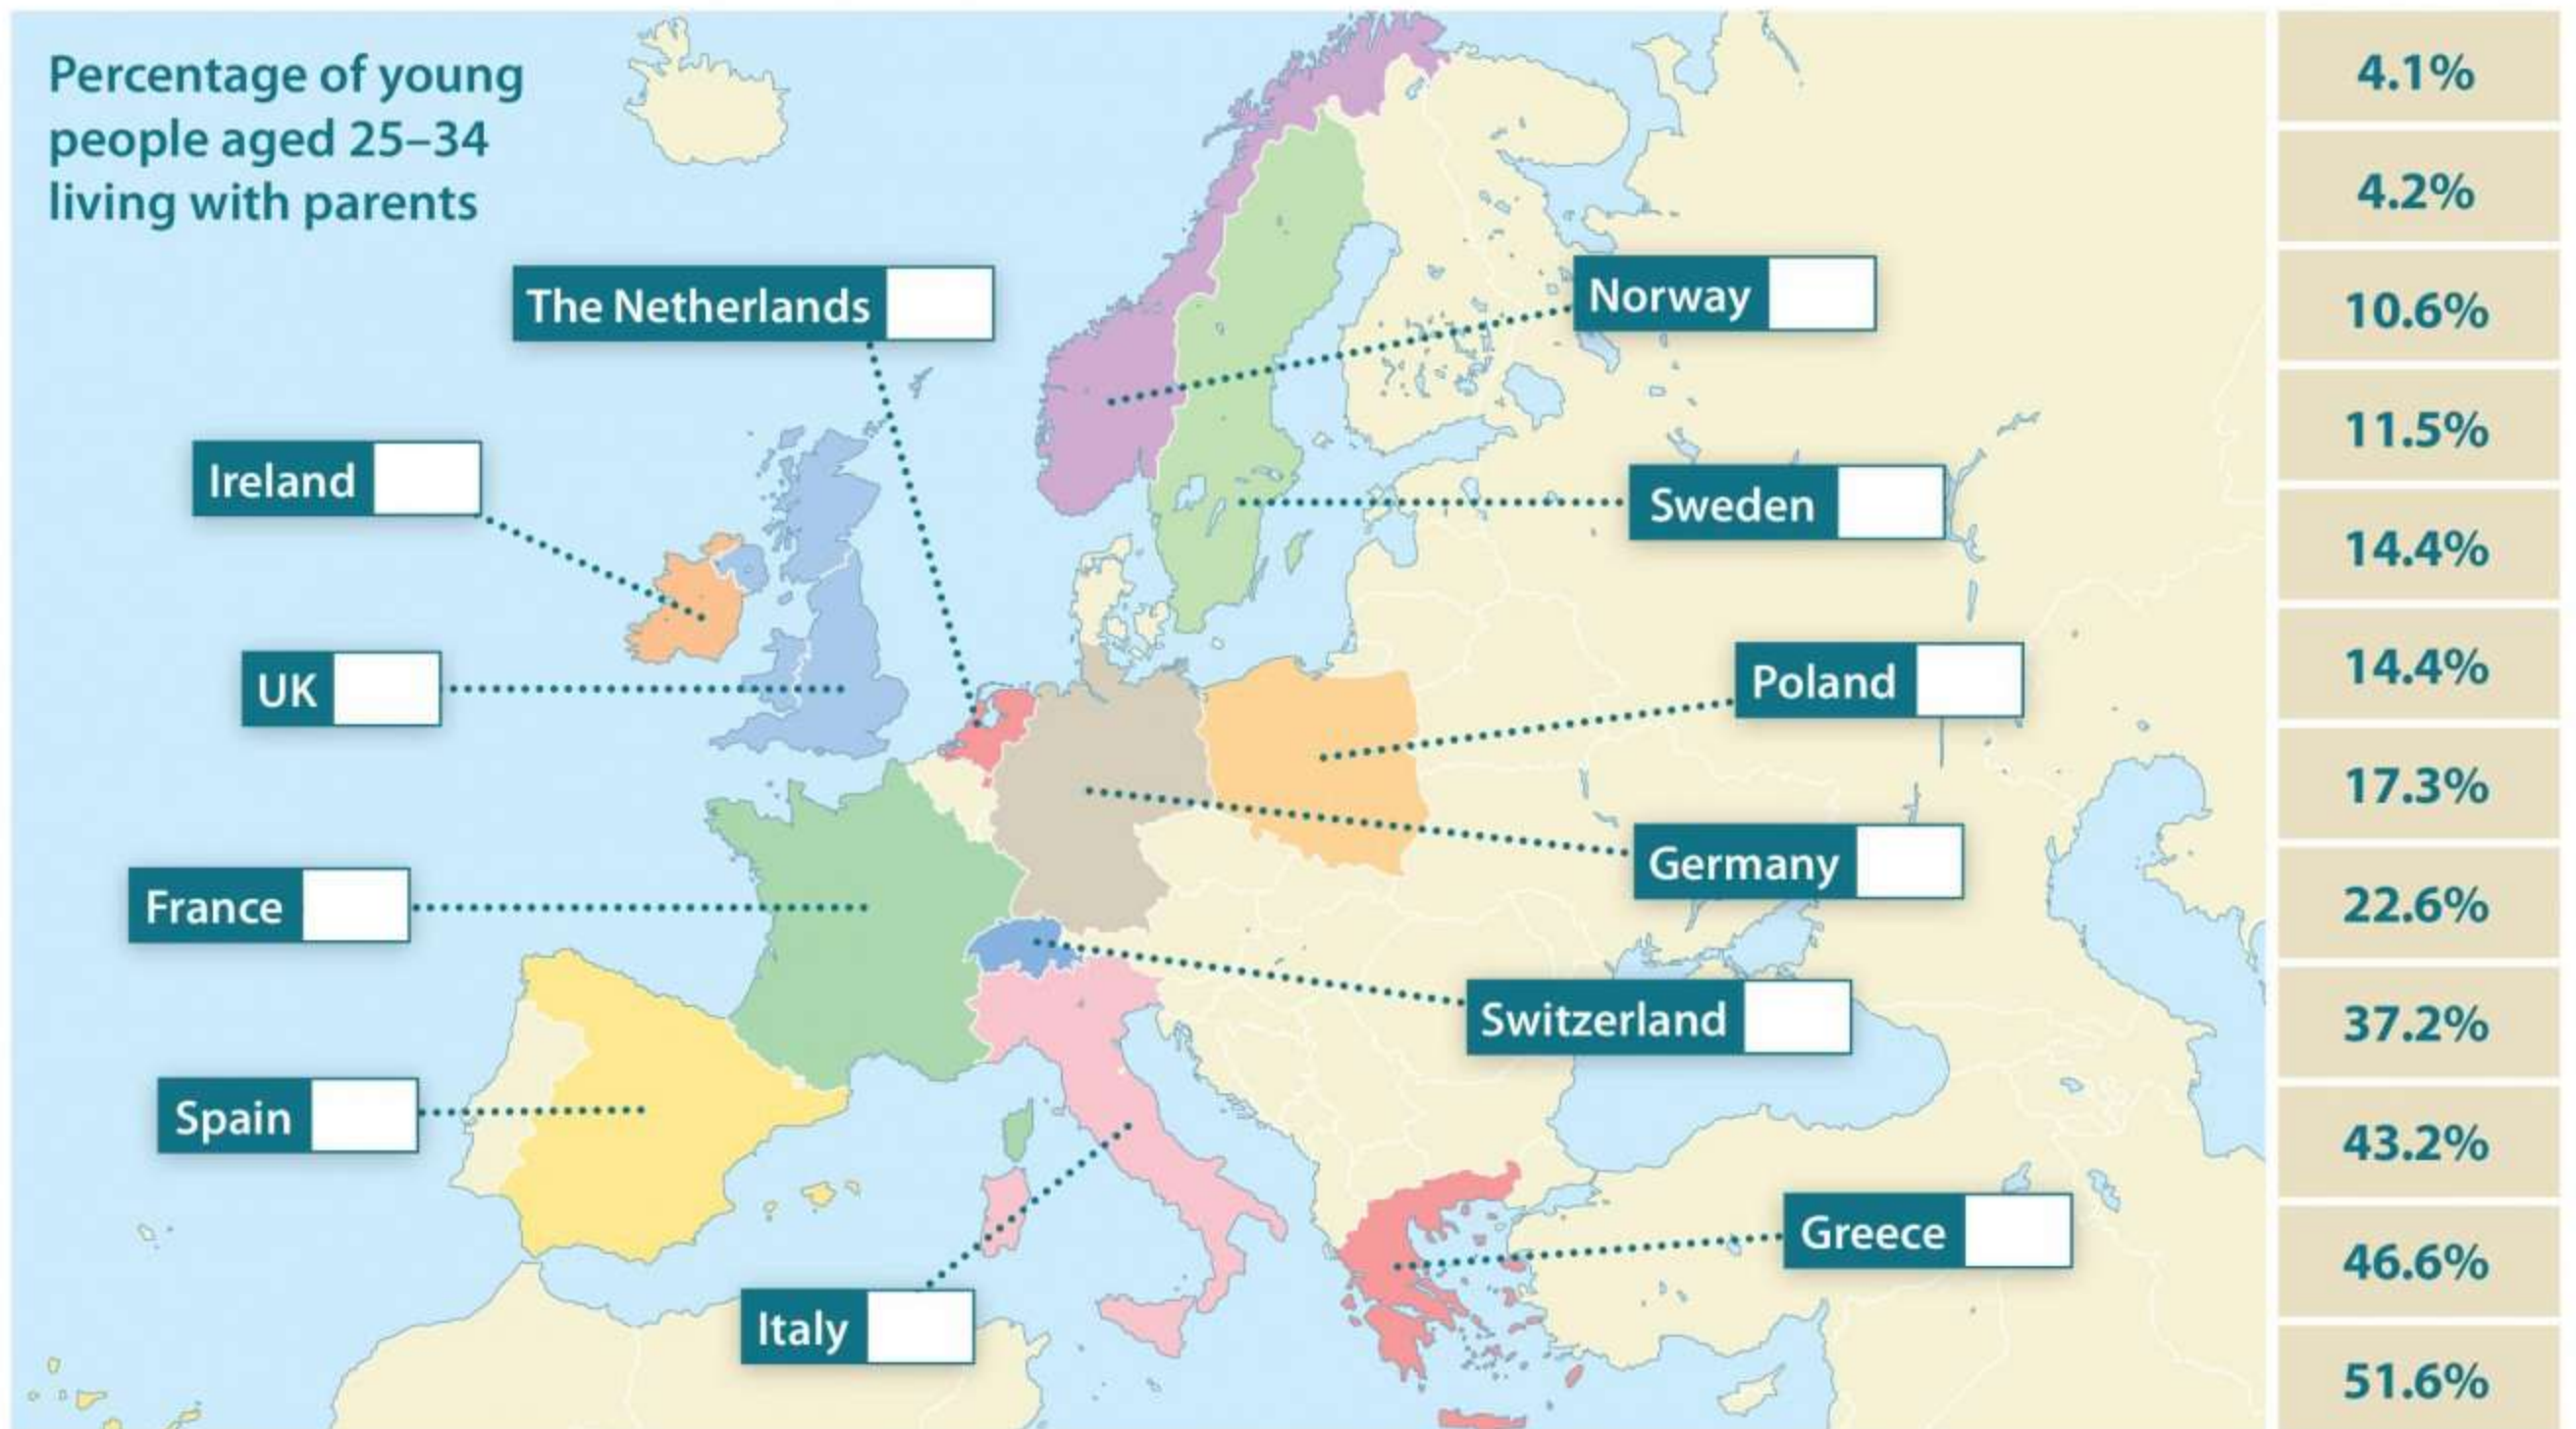 Percentage of young
people aged 25–34
living with parents
The Netherlands
Norway
Ireland
Sweden
UK
Poland
Germany
France
Switzerland
Spain
Greece
Italy
4.1%
4.2%
10.6%
11.5%
14.4%
14.4%
17.3%
22.6%
37.2%
43.2%
46.6%
51.6%